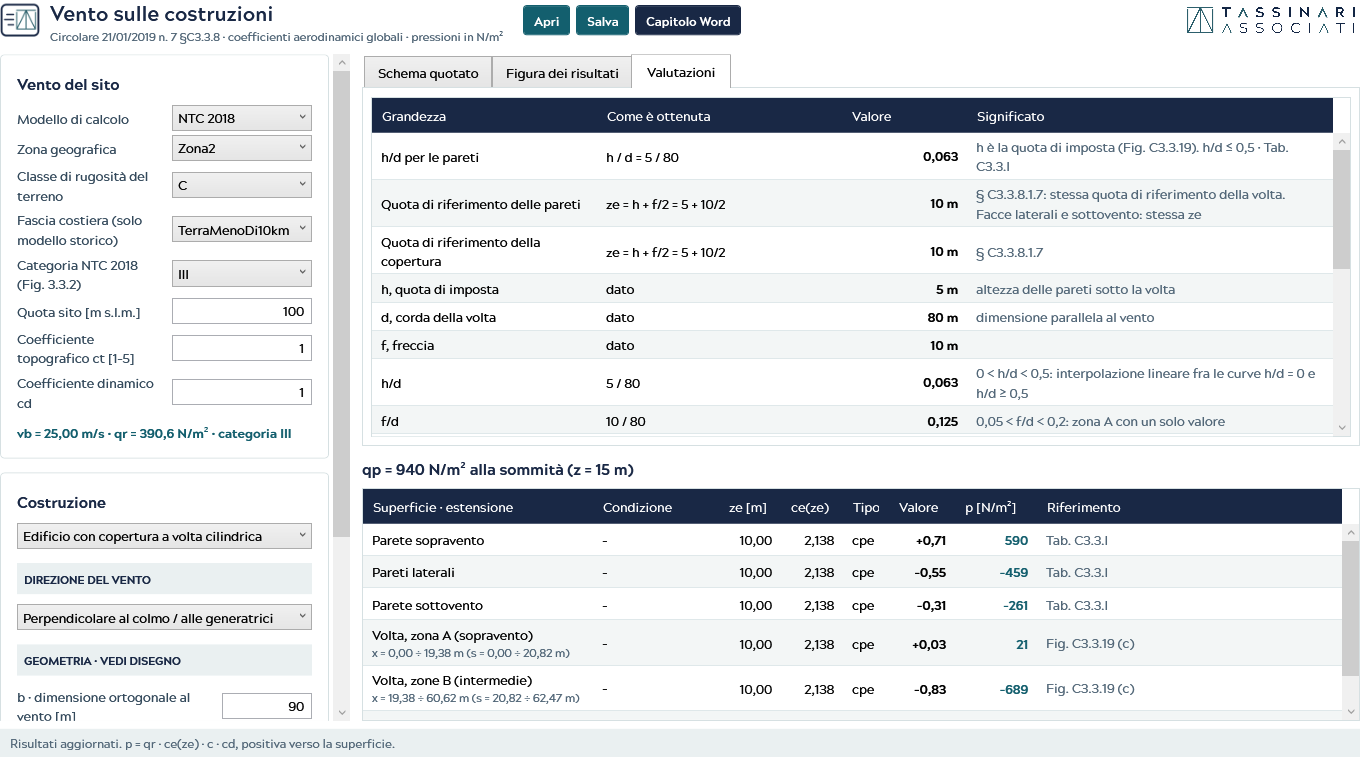 Vento sulle costruzioni
Circolare 21/01/2019 n. 7 §C3.3.8 · coefficienti aerodinamici globali · pressioni in N/m²
Apri Salva Capitolo Word
TASSINARI
ASSOCIATI
Vento del sito
Modello di calcolo NTC 2018
Zona geografica Zona2
Classe di rugosità del
terreno C
Fascia costiera (solo
modello storico) TerraMenoDi10km
Categoria NTC 2018
(Fig. 3.3.2) III
Quota sito [m s.l.m.] 100
Coefficiente
topografico ct [1-5] 1
Coefficiente dinamico
cd 1
vb = 25,00 m/s · qr = 390,6 N/m² · categoria III
Costruzione
Edificio con copertura a volta cilindrica
DIREZIONE DEL VENTO
Perpendicolare al colmo / alle generatrici
GEOMETRIA · VEDI DISEGNO
b · dimensione ortogonale al
vento [m] 90
Schema quotato Figura dei risultati Valutazioni
Grandezza Come è ottenuta Valore Significato
h/d per le pareti h / d = 5 / 80 0,063 h è la quota di imposta (Fig. C3.3.19). h/d ≤ 0,5 · Tab.
C3.3.I
Quota di riferimento delle pareti ze = h + f/2 = 5 + 10/2 10 m § C3.3.8.1.7: stessa quota di riferimento della volta.
Facce laterali e sottovento: stessa ze
Quota di riferimento della
copertura ze = h + f/2 = 5 + 10/2 10 m § C3.3.8.1.7
h, quota di imposta dato 5 m altezza delle pareti sotto la volta
d, corda della volta dato 80 m dimensione parallela al vento
f, freccia dato 10 m
h/d 5 / 80 0,063 0 < h/d < 0,5: interpolazione lineare fra le curve h/d = 0 e
h/d ≥ 0,5
f/d 10 / 80 0,125 0,05 < f/d < 0,2: zona A con un solo valore
qp = 940 N/m² alla sommità (z = 15 m)
Superficie · estensione Condizione ze [m] ce(ze) Tipo Valore p [N/m²] Riferimento
Parete sopravento - 10,00 2,138 cpe +0,71 590 Tab. C3.3.I
Pareti laterali - 10,00 2,138 cpe -0,55 -459 Tab. C3.3.I
Parete sottovento - 10,00 2,138 cpe -0,31 -261 Tab. C3.3.I
Volta, zona A (sopravento)
x = 0,00 ÷ 19,38 m (s = 0,00 ÷ 20,82 m) - 10,00 2,138 cpe +0,03 21 Fig. C3.3.19 (c)
Volta, zone B (intermedie)
x = 19,38 ÷ 60,62 m (s = 20,82 ÷ 62,47 m) - 10,00 2,138 cpe -0,83 -689 Fig. C3.3.19 (c)
Risultati aggiornati. p = qr · ce(ze) · c · cd, positiva verso la superficie.